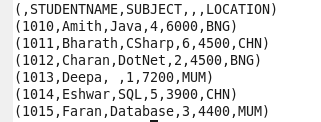 (,STUDENTNAME,SUBJECT,,,LOCATION)
(1010,Amith,Java,4,6000,BNG)
(1011,Bharath,CSharp,6,4500,CHN)
(1012,Charan,DotNet,2,4500,BNG)
(1013,Deepa, ,1,7200,MUM)
(1014,Eshwar,SQL,5,3900,CHN)
(1015,Faran,Database,3,4400,MUM)